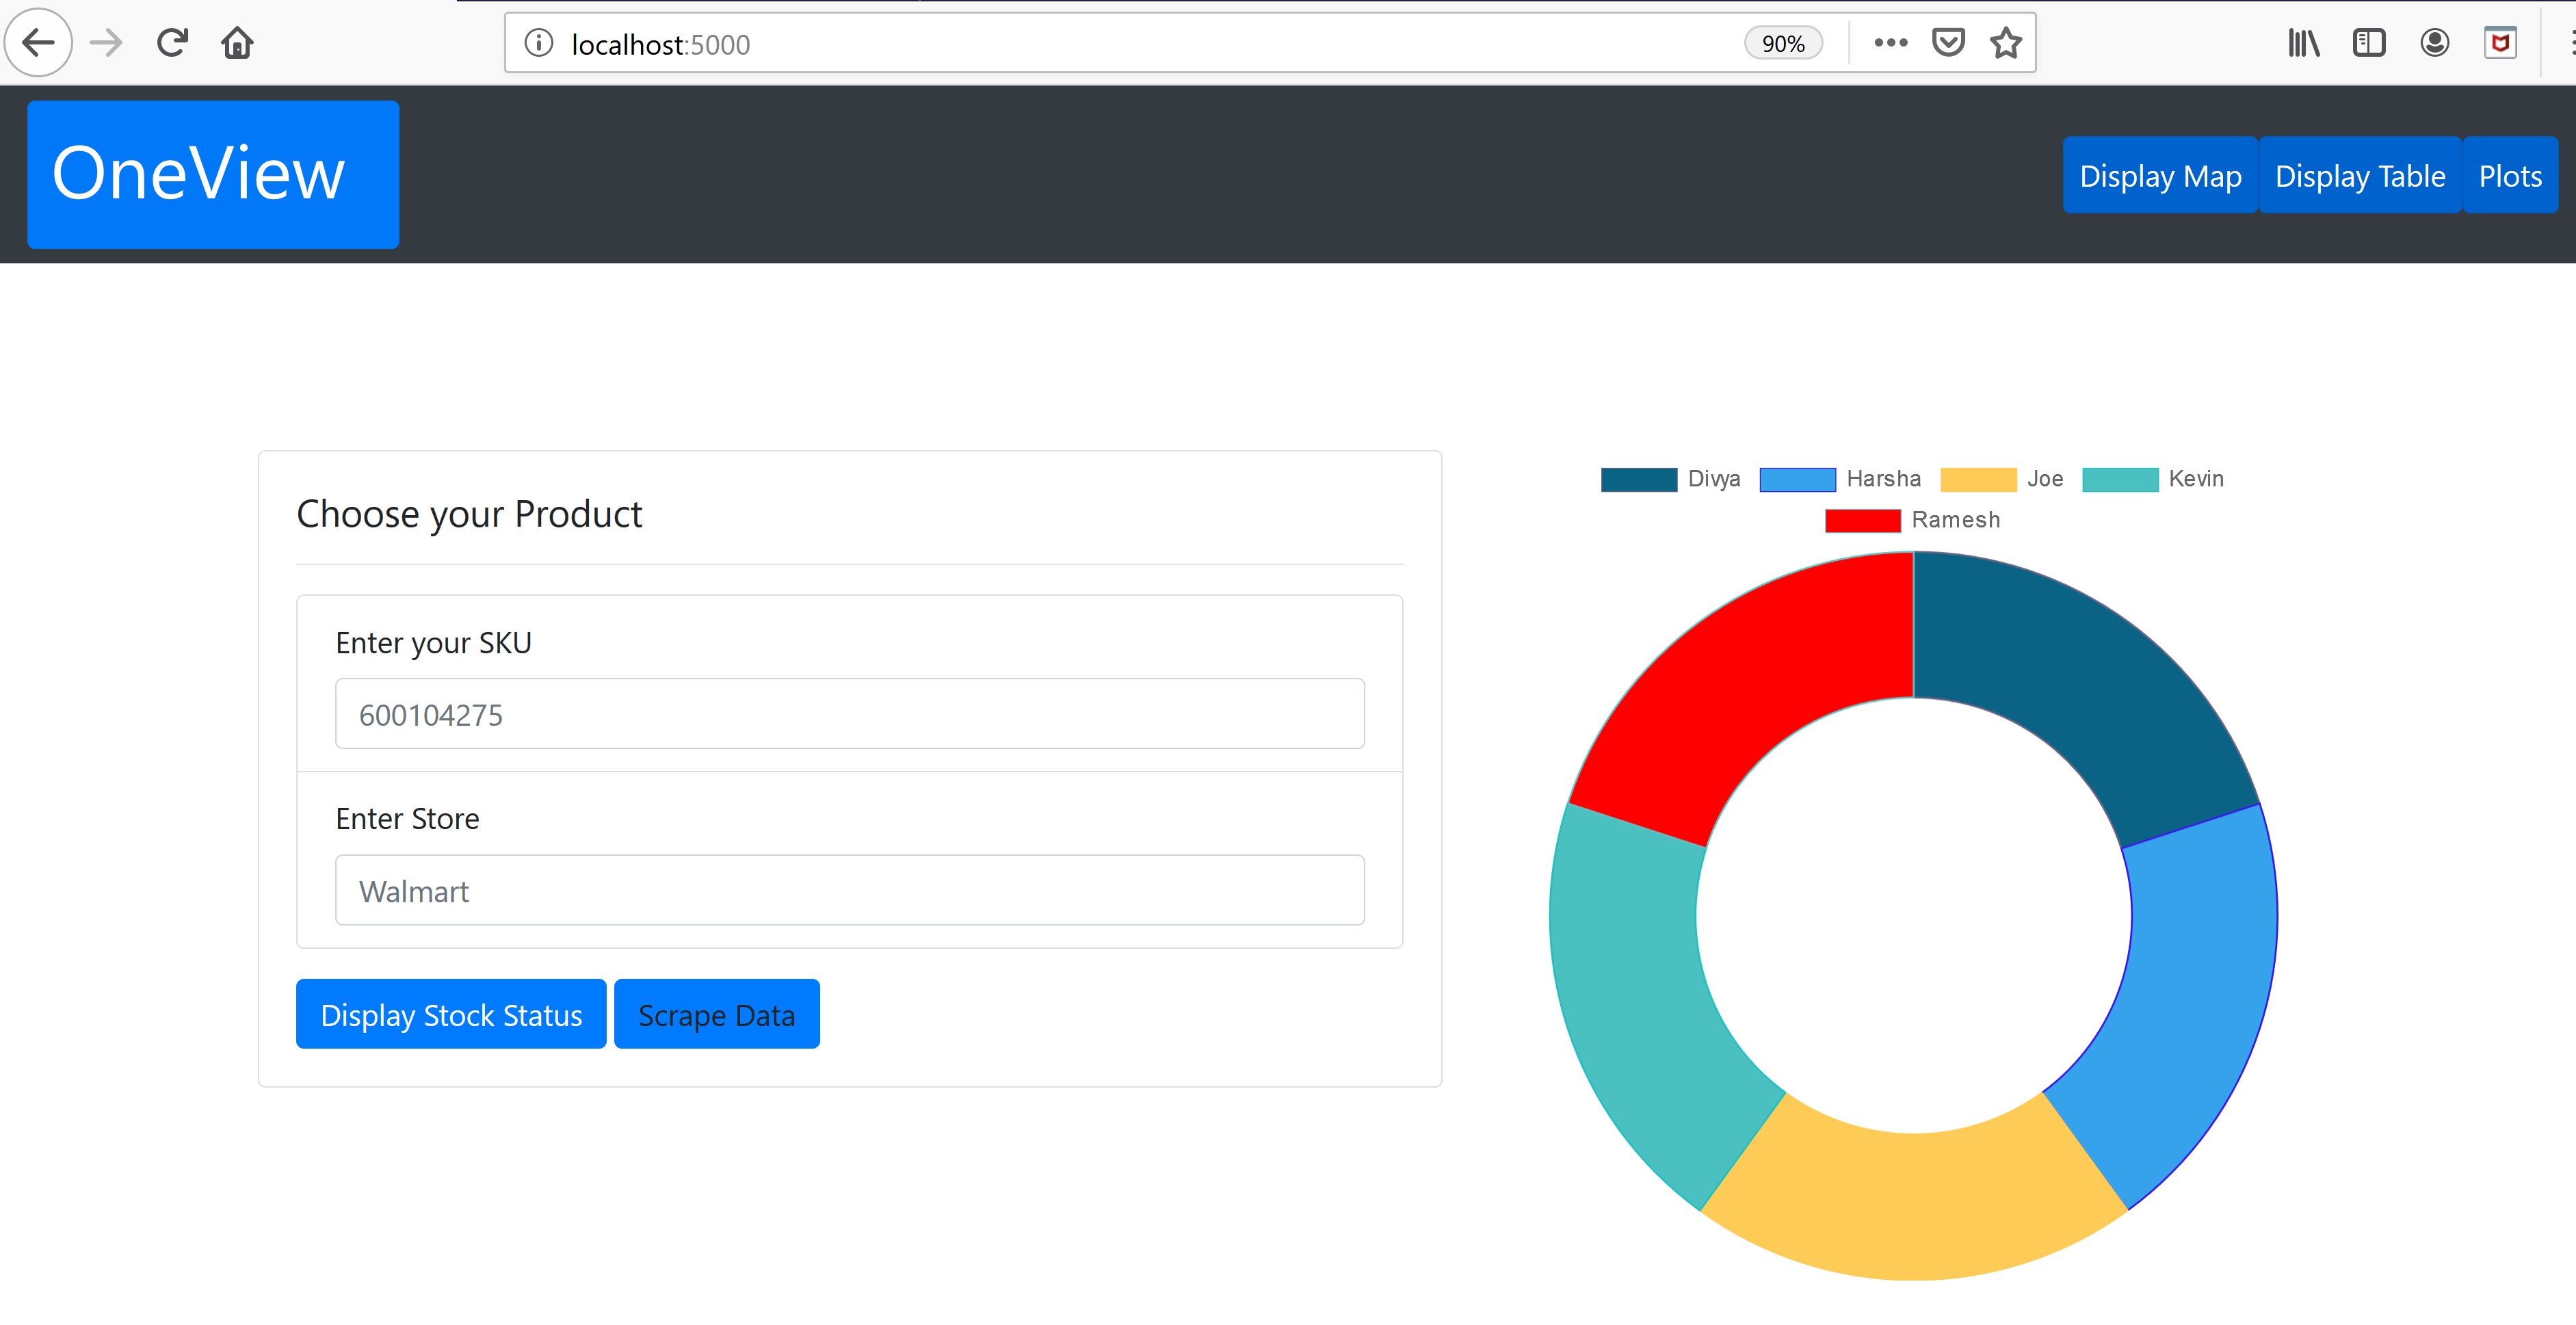 localhost:5000
90%
OneView
Display Map
Display Table
Plots
Choose your Product
Enter your SKU
600104275
Enter Store
Walmart
Display Stock Status
Scrape Data
Divya
Harsha
Joe
Kevin
Ramesh